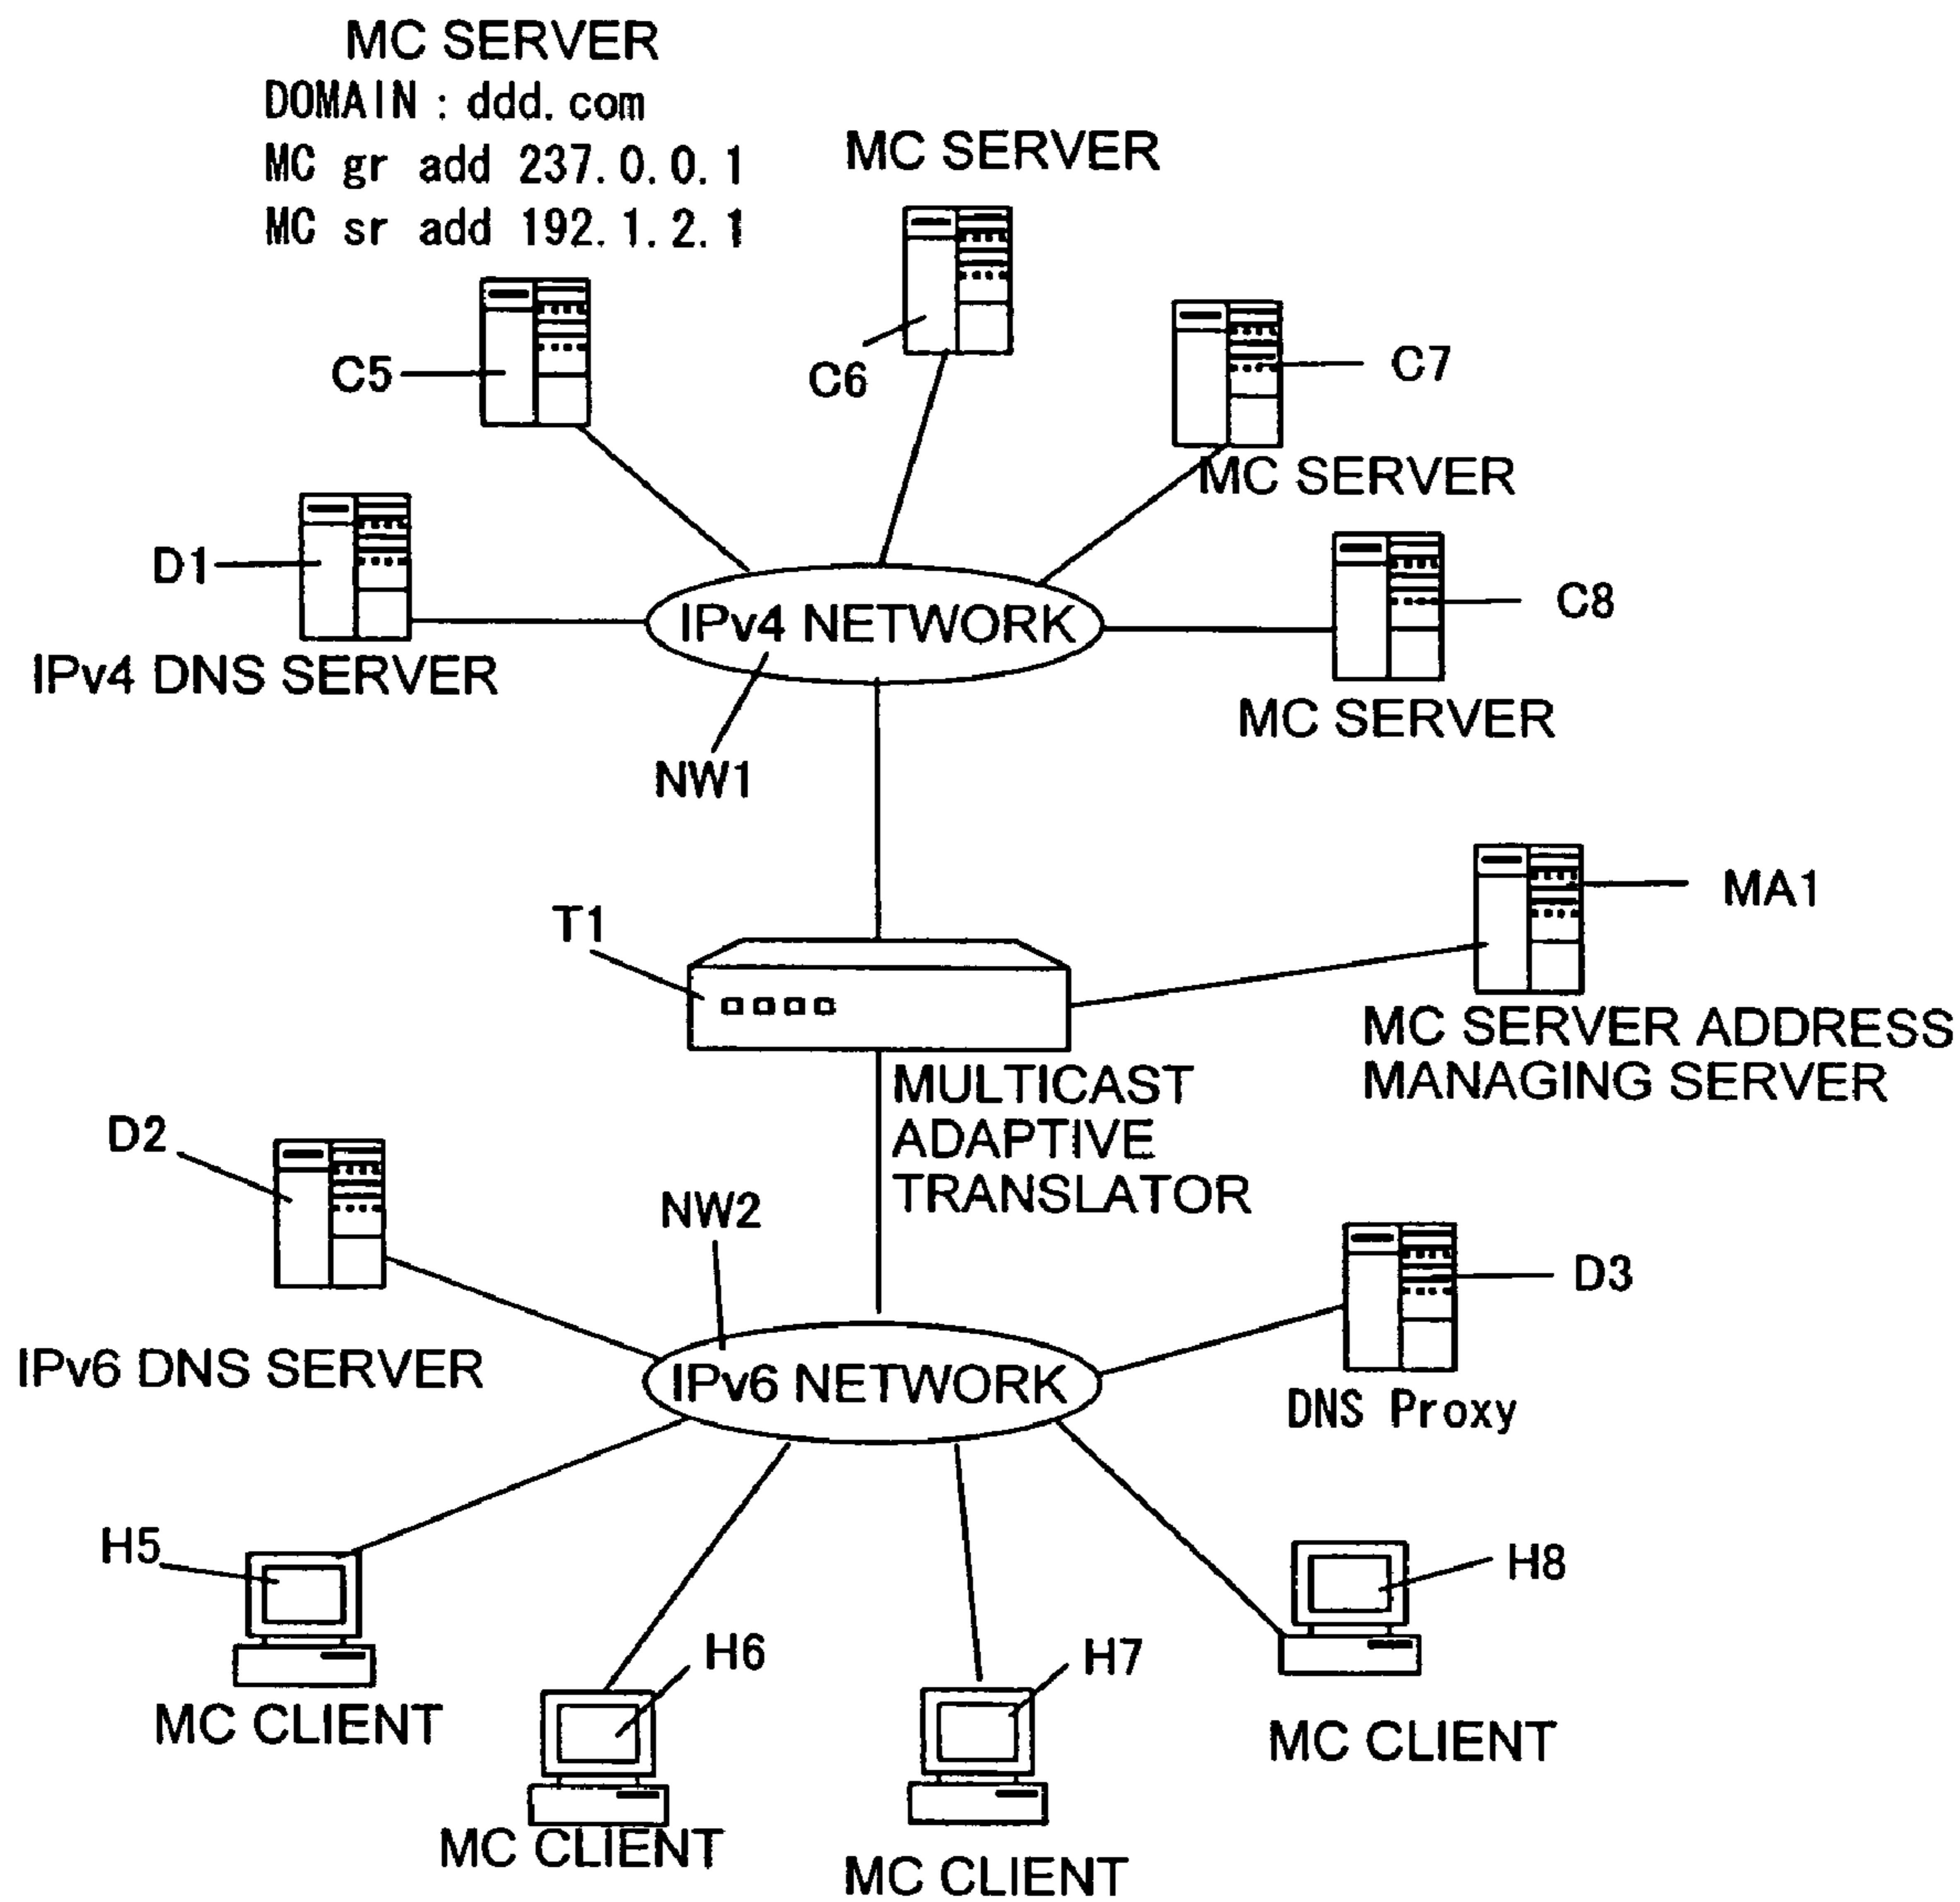 MC SERVER
DOMAIN : ddd. com
MC gr add 237. 0. 0. 1
MC sr add 192. 1. 2. 1
MC SERVER
C5
C6
C7
MC SERVER
D1
IPv4 NETWORK
C8
IPv4 DNS SERVER
MC SERVER
NW1
MA1
T1
MC SERVER ADDRESS
MANAGING SERVER
MULTICAST
ADAPTIVE
TRANSLATOR
D2
NW2
D3
IPv6 DNS SERVER
IPv6 NETWORK
DNS Proxy
H5
H8
H6
H7
MC CLIENT
MC CLIENT
MC CLIENT
MC CLIENT